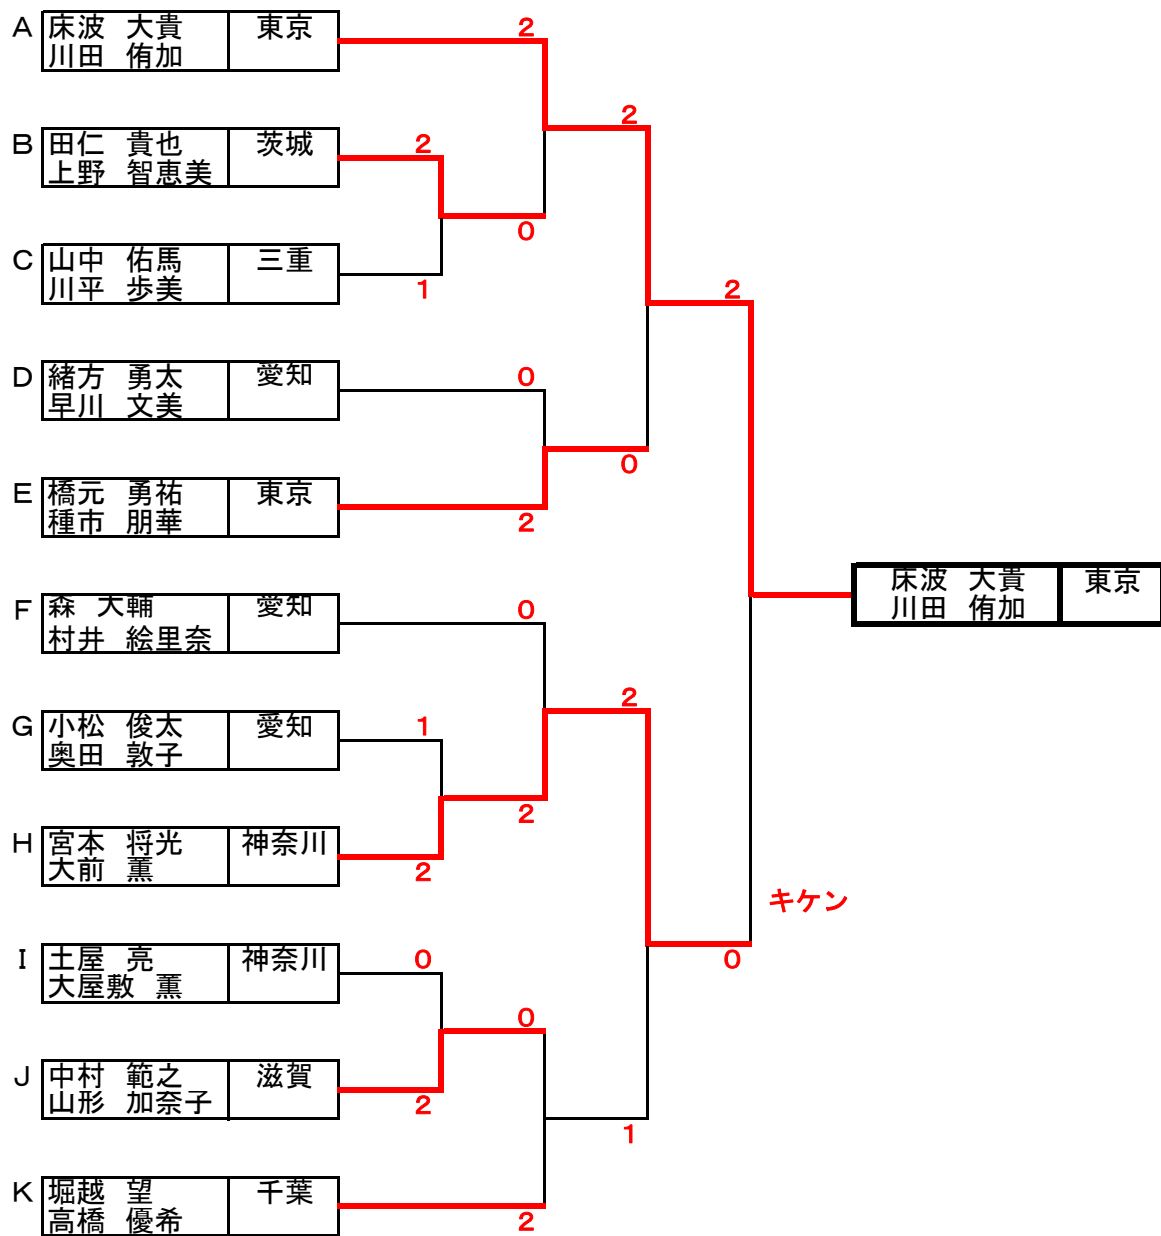 A 床波 大貴 東京
川田 侑加
2
2
B 田仁 貴也 茨城
上野 智恵美
2
0
C 山中 佑馬 三重
川平 歩美
1
2
D 緒方 勇太 愛知
早川 文美
0
0
E 橋元 勇祐 東京
種市 朋華
2
床波 大貴 東京
川田 侑加
F 森 大輔 愛知
村井 絵里奈
0
2
G 小松 俊太 愛知
奥田 敦子
1
2
H 宮本 将光 神奈川
大前 薫
2
キケン
I 土屋 亮 神奈川
大屋敷 薫
0
0
0
J 中村 範之 滋賀
山形 加奈子
2
1
K 堀越 望 千葉
高橋 優希
2